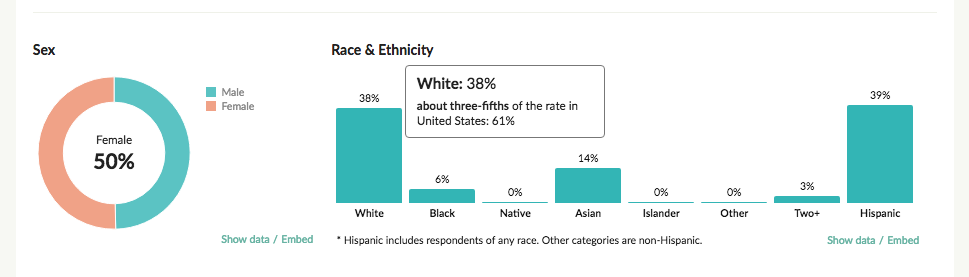 Sex
Male
Female
Female
50%
Show data / Embed
Race & Ethnicity
White: 38%
about three-fifths of the rate in
United States: 61%
38%
6%
0%
14%
0%
0%
3%
39%
White
Black
Native
Asian
Islander
Other
Two+
Hispanic
* Hispanic includes respondents of any race. Other categories are non-Hispanic.
Show data / Embed